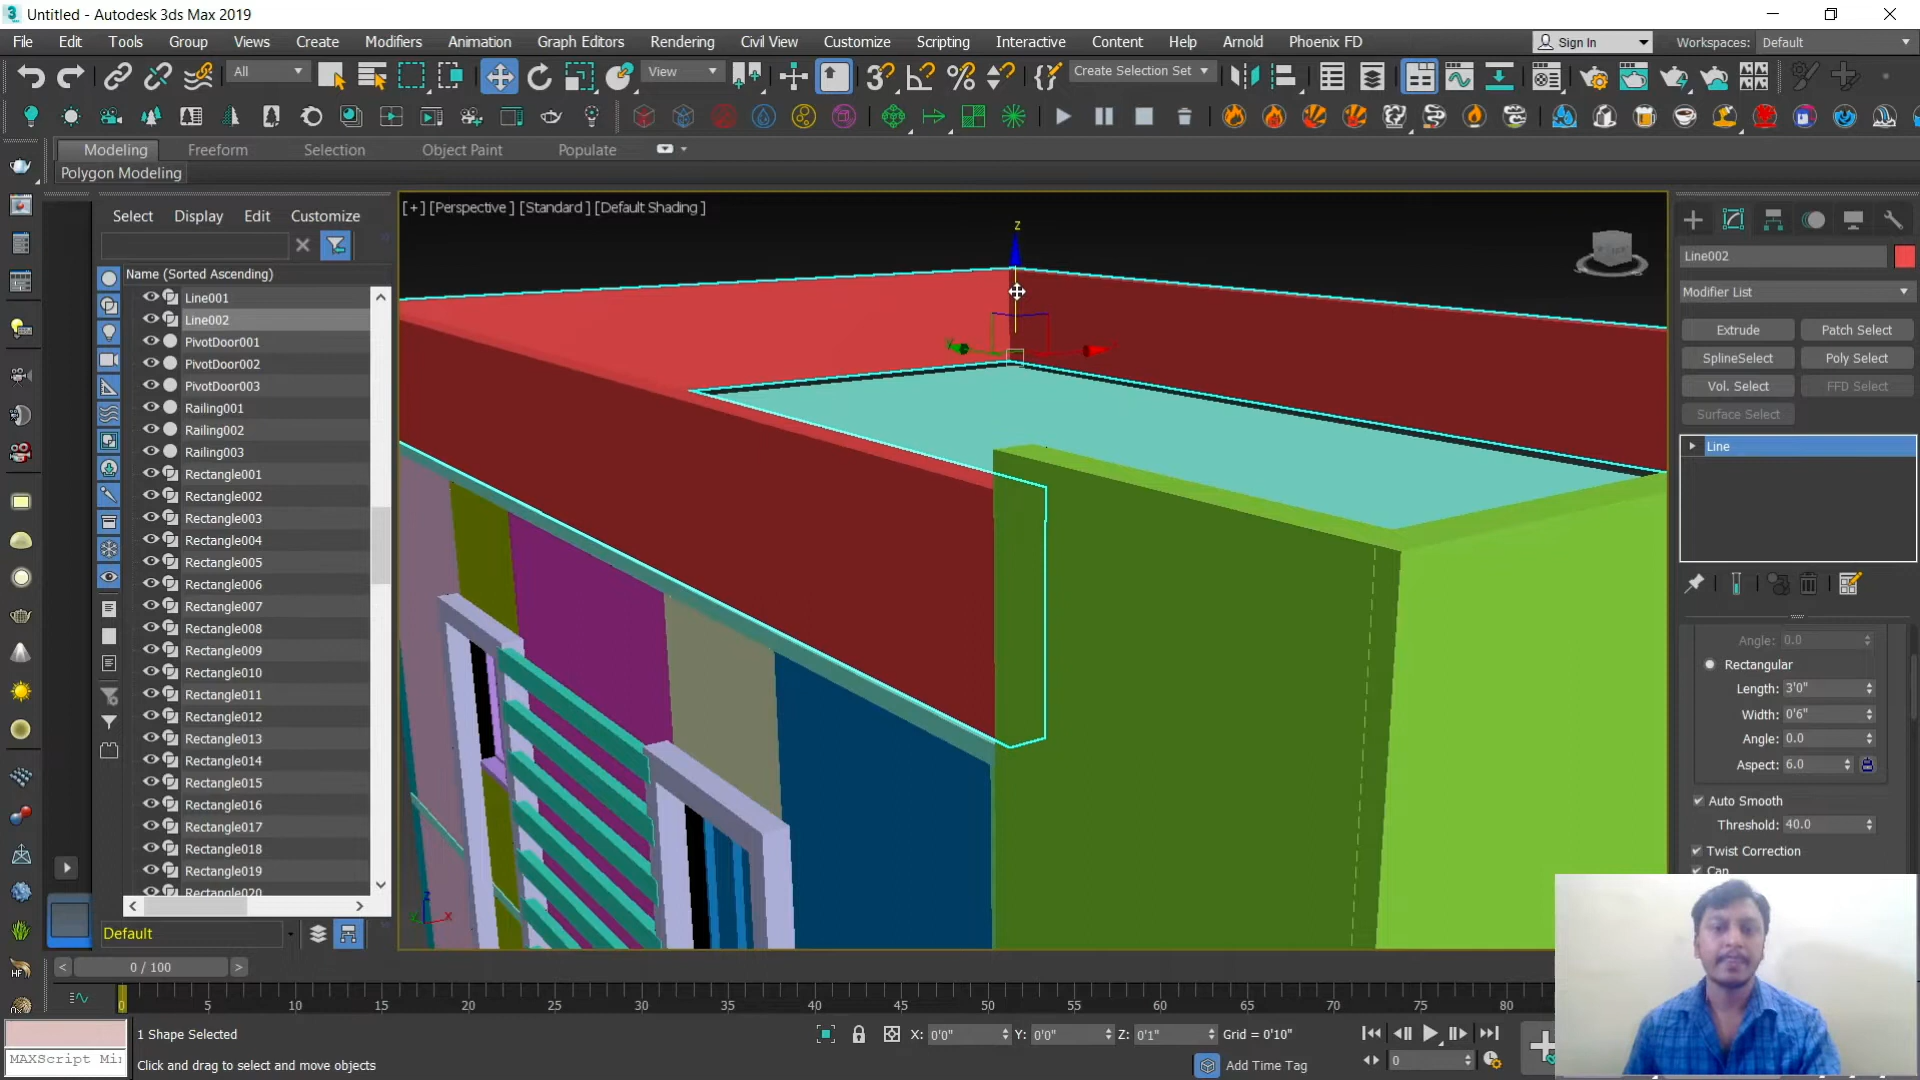 Untitled - Autodesk 3ds Max 2019
File Edit Tools Group Views Create Modifiers Animation Graph Editors Rendering Civil View Customize Scripting Interactive Content Help Arnold Phoenix FD Sign In Workspaces: Default
All View Create Selection Set
Modeling Freeform Selection Object Paint Populate
Polygon Modeling
Select Display Edit Customize
Name (Sorted Ascending)
Line001
Line002
PivotDoor001
PivotDoor002
PivotDoor003
Railing001
Railing002
Railing003
Rectangle001
Rectangle002
Rectangle003
Rectangle004
Rectangle005
Rectangle006
Rectangle007
Rectangle008
Rectangle009
Rectangle010
Rectangle011
Rectangle012
Rectangle013
Rectangle014
Rectangle015
Rectangle016
Rectangle017
Rectangle018
Rectangle019
Rectangle020
Default
[+] [Perspective ] [Standard ] [Default Shading ]
z
Line002
Modifier List
Extrude Patch Select
SplineSelect Poly Select
Vol. Select FFD Select
Surface Select
Line
Angle: 0.0
Rectangular
Length: 3'0"
Width: 0'6"
Angle: 0.0
Aspect: 6.0
Auto Smooth
Threshold: 40.0
Twist Correction
Cap
z
x
< 0 / 100 >
0 5 10 15 20 25 30 35 40 45 50 55 60 65 70 75 80
1 Shape Selected
X: 0'0" Y: 0'0" Z: 0'1" Grid = 0'10"
MAXScript Mi
Click and drag to select and move objects
Add Time Tag
0